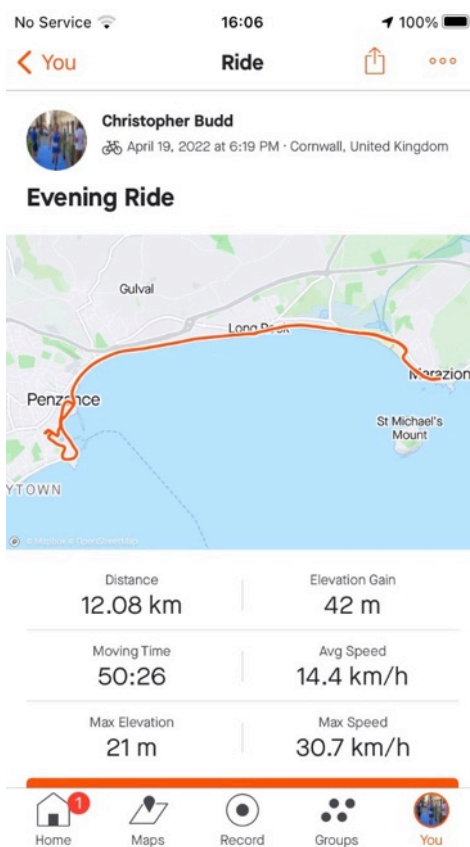 No Service 16:06 100%
You Ride
Christopher Budd
April 19, 2022 at 6:19 PM · Cornwall, United Kingdom
Evening Ride
Gulval
Long Rock
Marazion
Penzance
St Michael's
Mount
YTOWN
© Mapbox © OpenStreetMap
Distance Elevation Gain
12.08 km 42 m
Moving Time Avg Speed
50:26 14.4 km/h
Max Elevation Max Speed
21 m 30.7 km/h
1
Home Maps Record Groups You